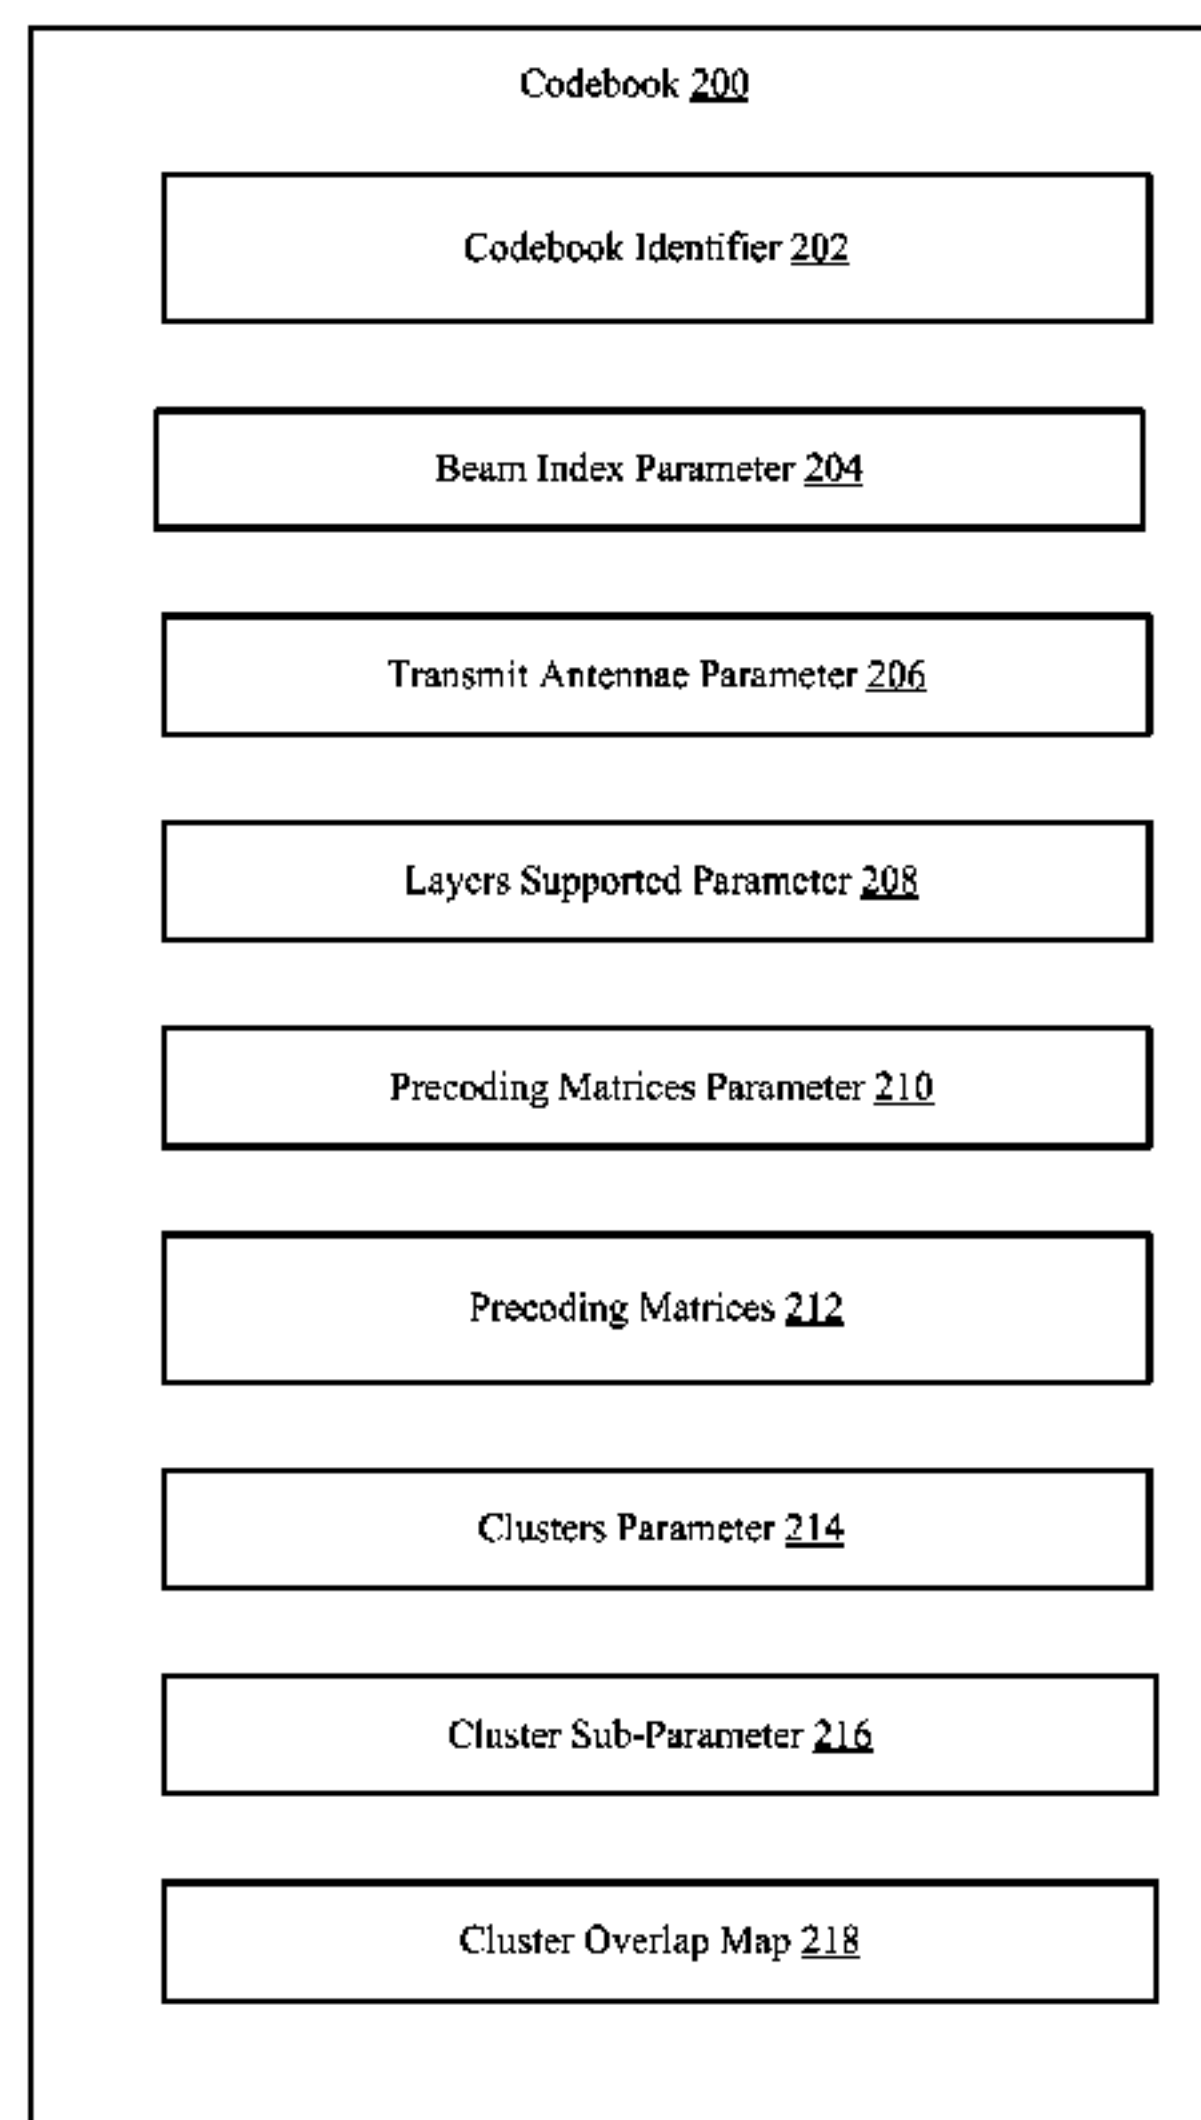 Codebook 200
Codebook Identifier 202
Beam Index Parameter 204
Transmit Antennae Parameter 206
Layers Supported Parameter 208
Precoding Matrices Parameter 210
Precoding Matrices 212
Clusters Parameter 214
Cluster Sub-Parameter 216
Cluster Overlap Map 218